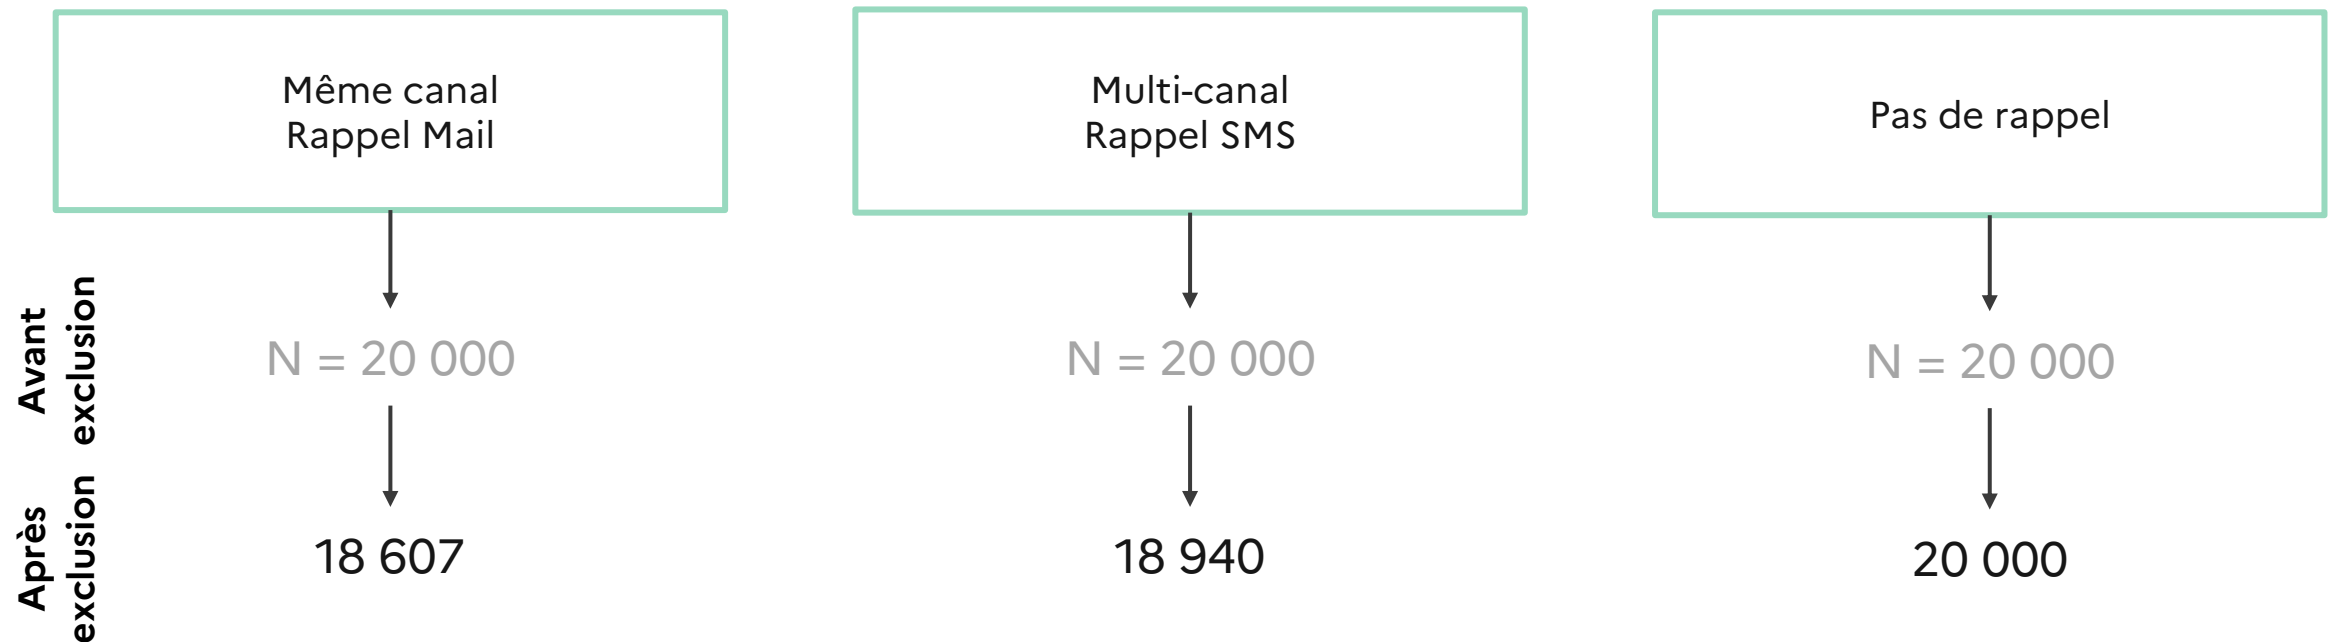 Même canal
Rappel Mail
Multi-canal
Rappel SMS
Pas de rappel
Avant
exclusion
N = 20 000
N = 20 000
N = 20 000
Après
exclusion
18 607
18 940
20 000